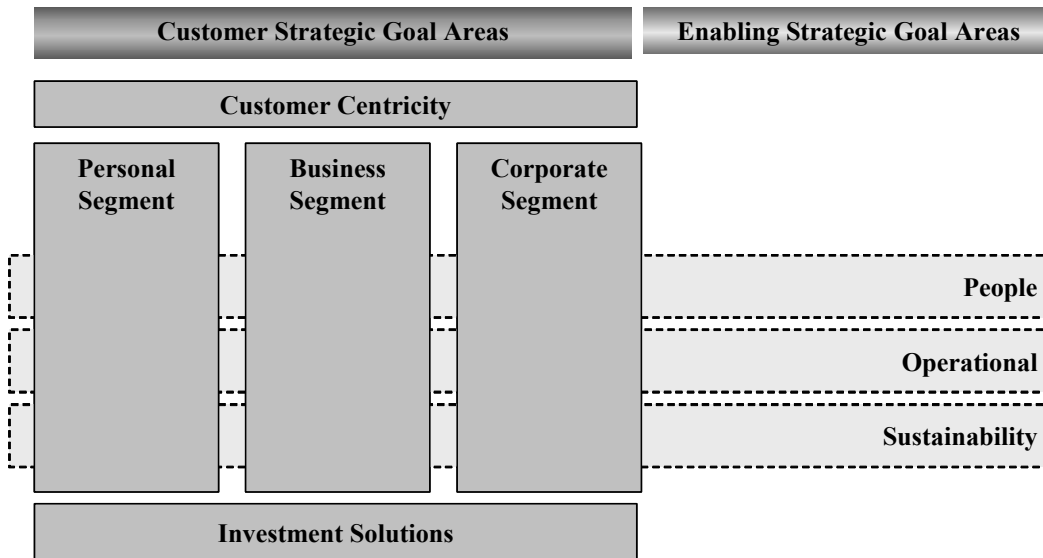 Customer Strategic Goal Areas
Enabling Strategic Goal Areas
Customer Centricity
Personal
Segment
Business
Segment
Corporate
Segment
People
Operational
Sustainability
Investment Solutions